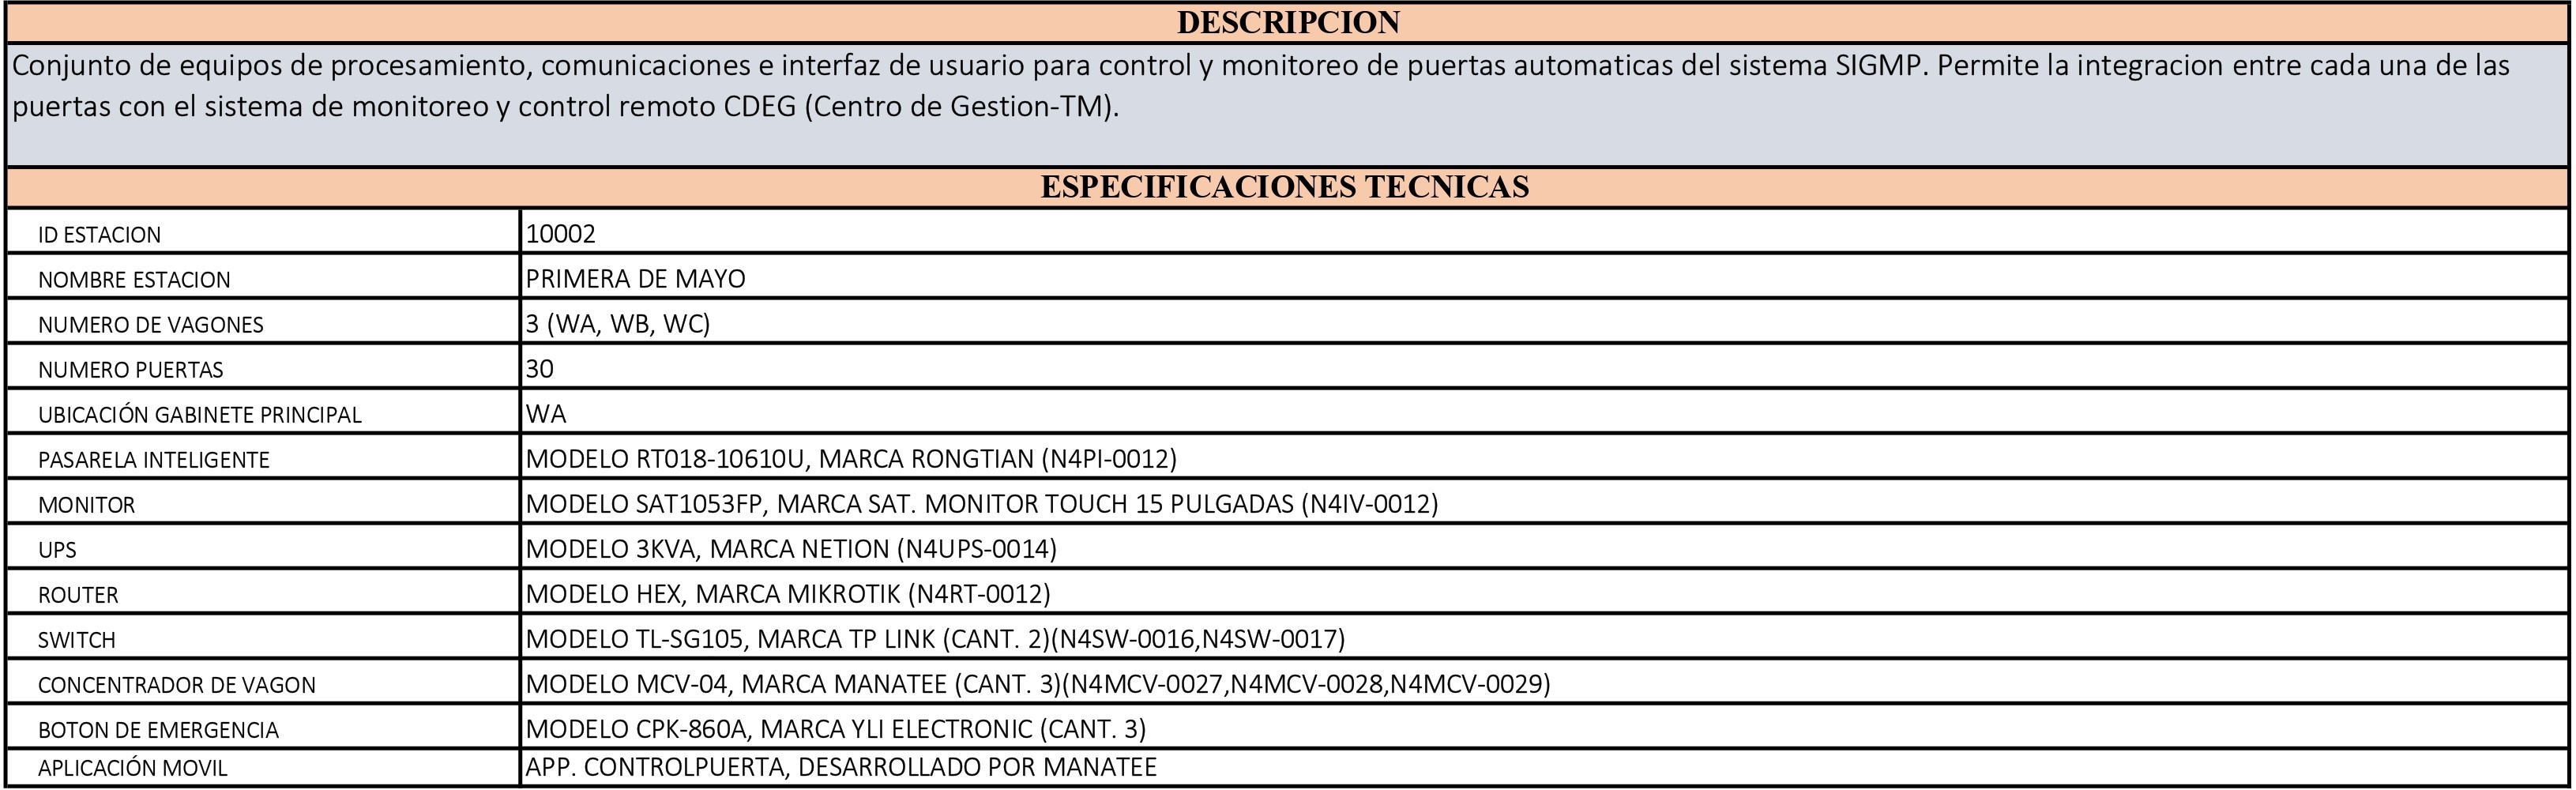 DESCRIPCION
Conjunto de equipos de procesamiento, comunicaciones e interfaz de usuario para control y monitoreo de puertas automaticas del sistema SIGMP. Permite la integracion entre cada una de las
puertas con el sistema de monitoreo y control remoto CDEG (Centro de Gestion-TM).
ESPECIFICACIONES TECNICAS
ID ESTACION 10002
NOMBRE ESTACION PRIMERA DE MAYO
NUMERO DE VAGONES 3 (WA, WB, WC)
NUMERO PUERTAS 30
UBICACIÓN GABINETE PRINCIPAL WA
PASARELA INTELIGENTE MODELO RT018-10610U, MARCA RONGTIAN (N4PI-0012)
MONITOR MODELO SAT1053FP, MARCA SAT. MONITOR TOUCH 15 PULGADAS (N4IV-0012)
UPS MODELO 3KVA, MARCA NETION (N4UPS-0014)
ROUTER MODELO HEX, MARCA MIKROTIK (N4RT-0012)
SWITCH MODELO TL-SG105, MARCA TP LINK (CANT. 2)(N4SW-0016,N4SW-0017)
CONCENTRADOR DE VAGON MODELO MCV-04, MARCA MANATEE (CANT. 3)(N4MCV-0027,N4MCV-0028,N4MCV-0029)
BOTON DE EMERGENCIA MODELO CPK-860A, MARCA YLI ELECTRONIC (CANT. 3)
APLICACIÓN MOVIL APP. CONTROLPUERTA, DESARROLLADO POR MANATEE